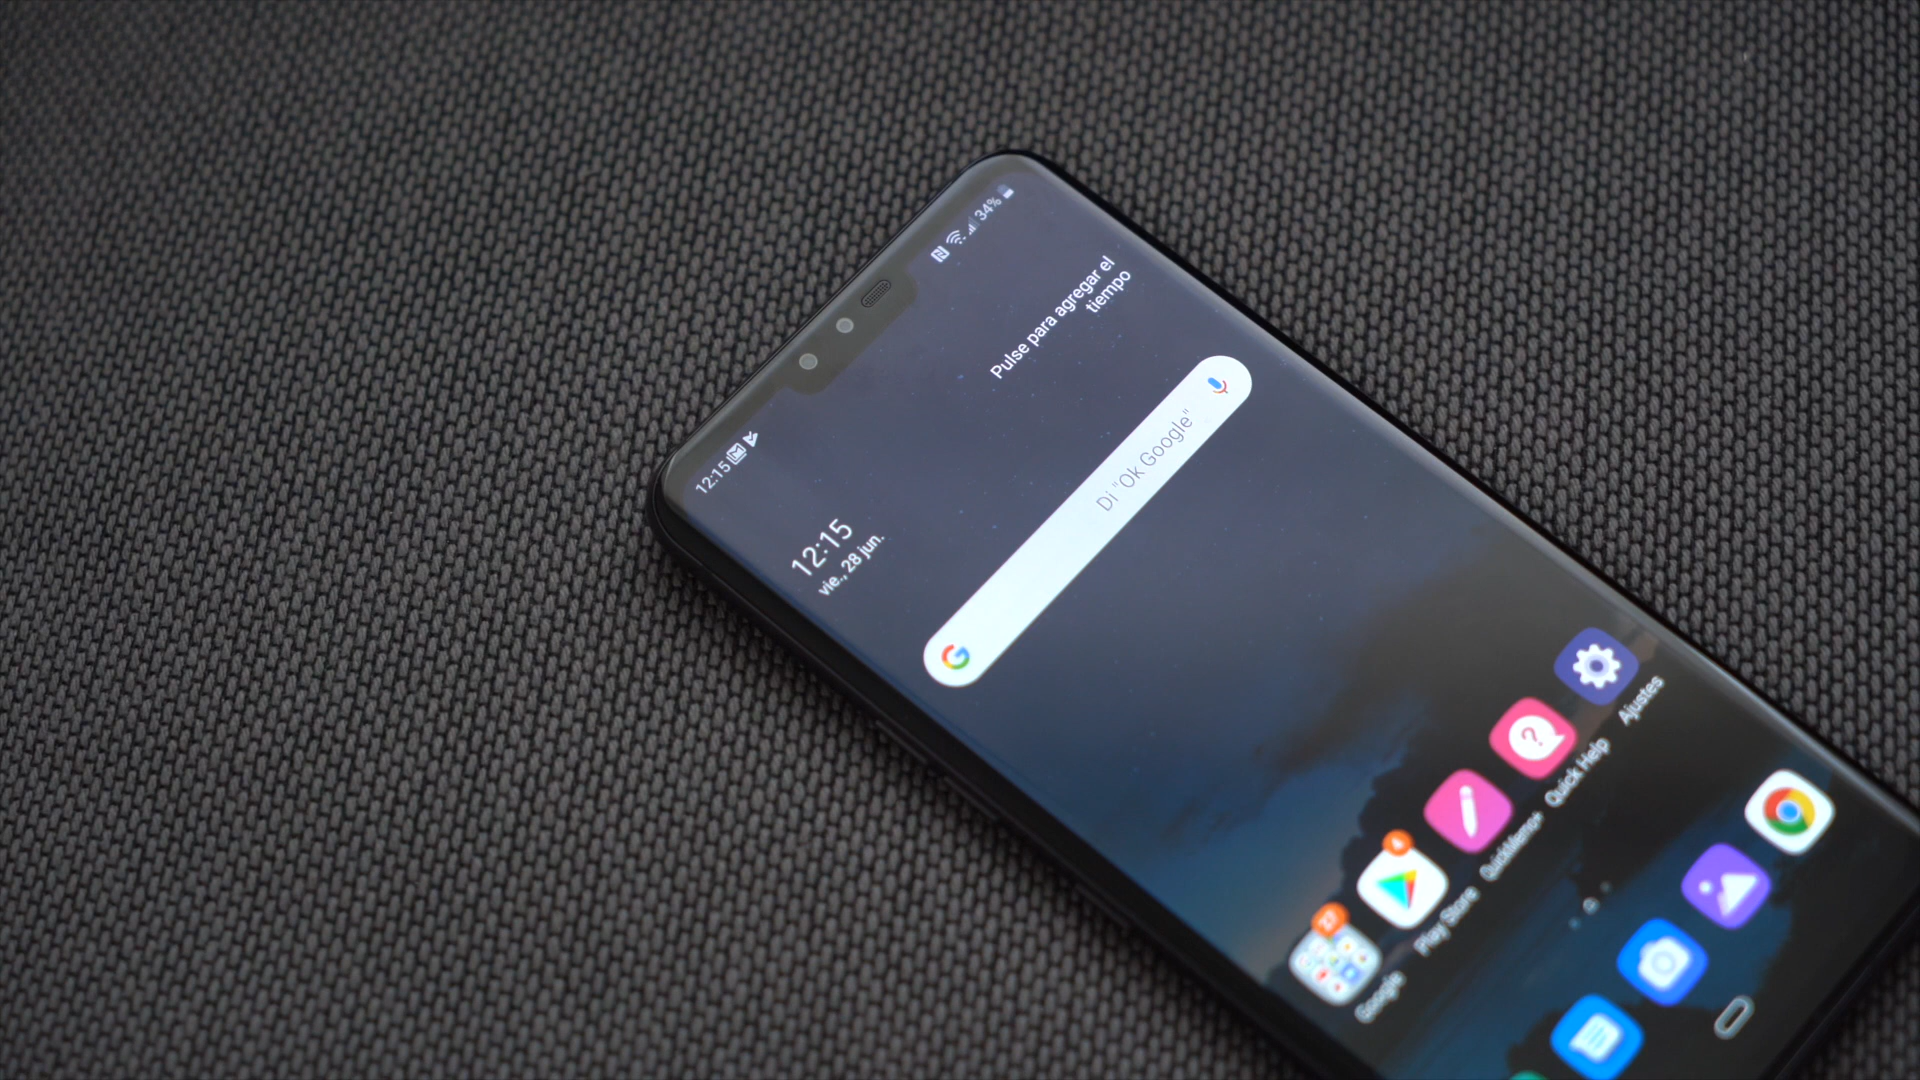 12:15
34%
Pulse para agregar el
tiempo
12:15
vie., 28 jun.
Di "Ok Google"
Google
Play Store
QuickMemo+
Quick Help
Ajustes
4